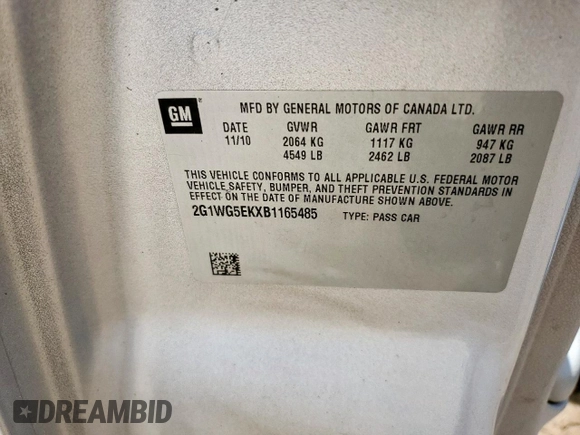 GM
MFD BY GENERAL MOTORS OF CANADA LTD.
DATE GVWR GAWR FRT GAWR RR
11/10 2064 KG 1117 KG 947 KG
4549 LB 2462 LB 2087 LB
THIS VEHICLE CONFORMS TO ALL APPLICABLE U.S. FEDERAL MOTOR
VEHICLE SAFETY, BUMPER, AND THEFT PREVENTION STANDARDS IN
EFFECT ON THE DATE OF MANUFACTURE SHOWN ABOVE.
2G1WG5EKXB1165485 TYPE: PASS CAR
DREAMBID